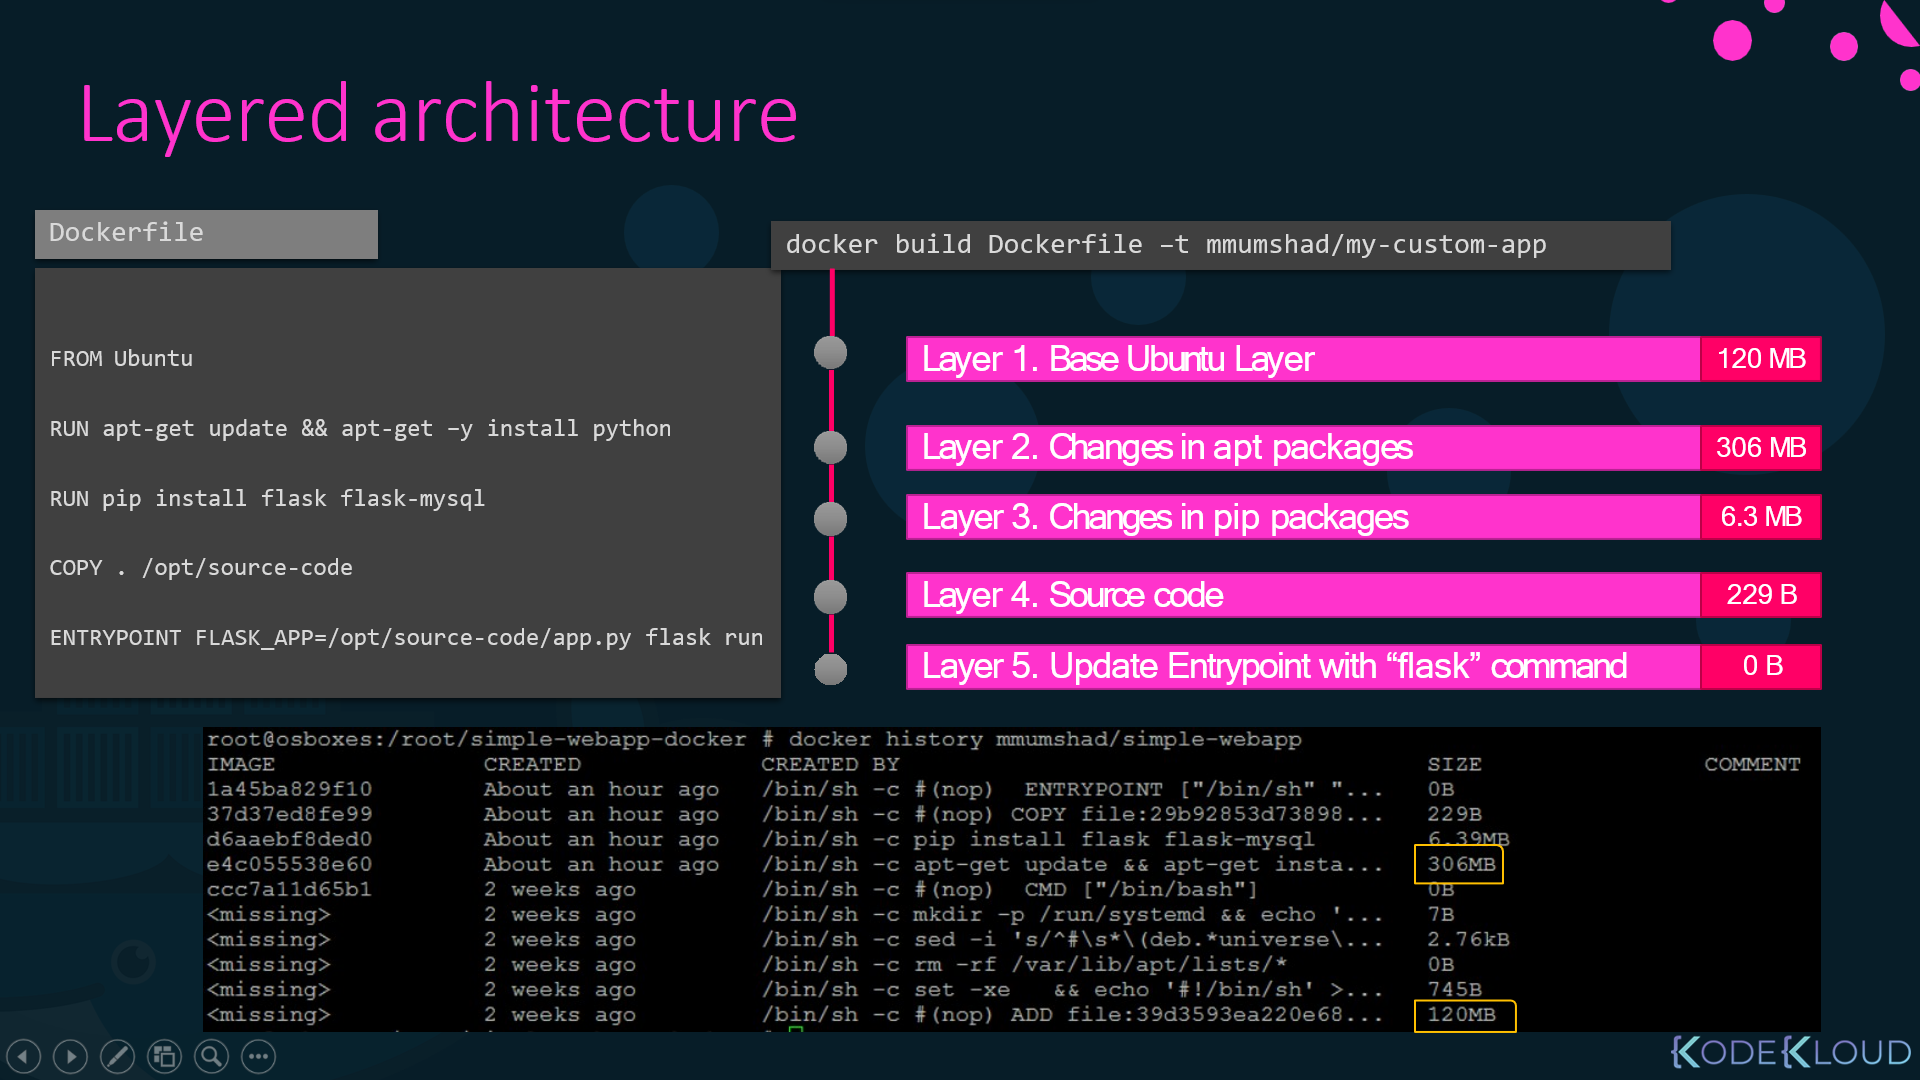 Layered architecture
Dockerfile
FROM Ubuntu
RUN apt-get update && apt-get –y install python
RUN pip install flask flask-mysql
COPY . /opt/source-code
ENTRYPOINT FLASK_APP=/opt/source-code/app.py flask run
docker build Dockerfile –t mmumshad/my-custom-app
Layer 1. Base Ubuntu Layer 120 MB
Layer 2. Changes in apt packages 306 MB
Layer 3. Changes in pip packages 6.3 MB
Layer 4. Source code 229 B
Layer 5. Update Entrypoint with “flask” command 0 B
root@osboxes:/root/simple-webapp-docker # docker history mmumshad/simple-webapp
IMAGE CREATED CREATED BY SIZE COMMENT
1a45ba829f10 About an hour ago /bin/sh -c #(nop) ENTRYPOINT ["/bin/sh" "... 0B
37d37ed8fe99 About an hour ago /bin/sh -c #(nop) COPY file:29b92853d73898... 229B
d6aaebf8ded0 About an hour ago /bin/sh -c pip install flask flask-mysql 6.39MB
e4c055538e60 About an hour ago /bin/sh -c apt-get update && apt-get insta... 306MB
ccc7a11d65b1 2 weeks ago /bin/sh -c #(nop) CMD ["/bin/bash"] 0B
<missing> 2 weeks ago /bin/sh -c mkdir -p /run/systemd && echo '... 7B
<missing> 2 weeks ago /bin/sh -c sed -i 's/^#\s*\(deb.*universe\... 2.76kB
<missing> 2 weeks ago /bin/sh -c rm -rf /var/lib/apt/lists/* 0B
<missing> 2 weeks ago /bin/sh -c set -xe && echo '#!/bin/sh' >... 745B
<missing> 2 weeks ago /bin/sh -c #(nop) ADD file:39d3593ea220e68... 120MB
KODEKLOUD